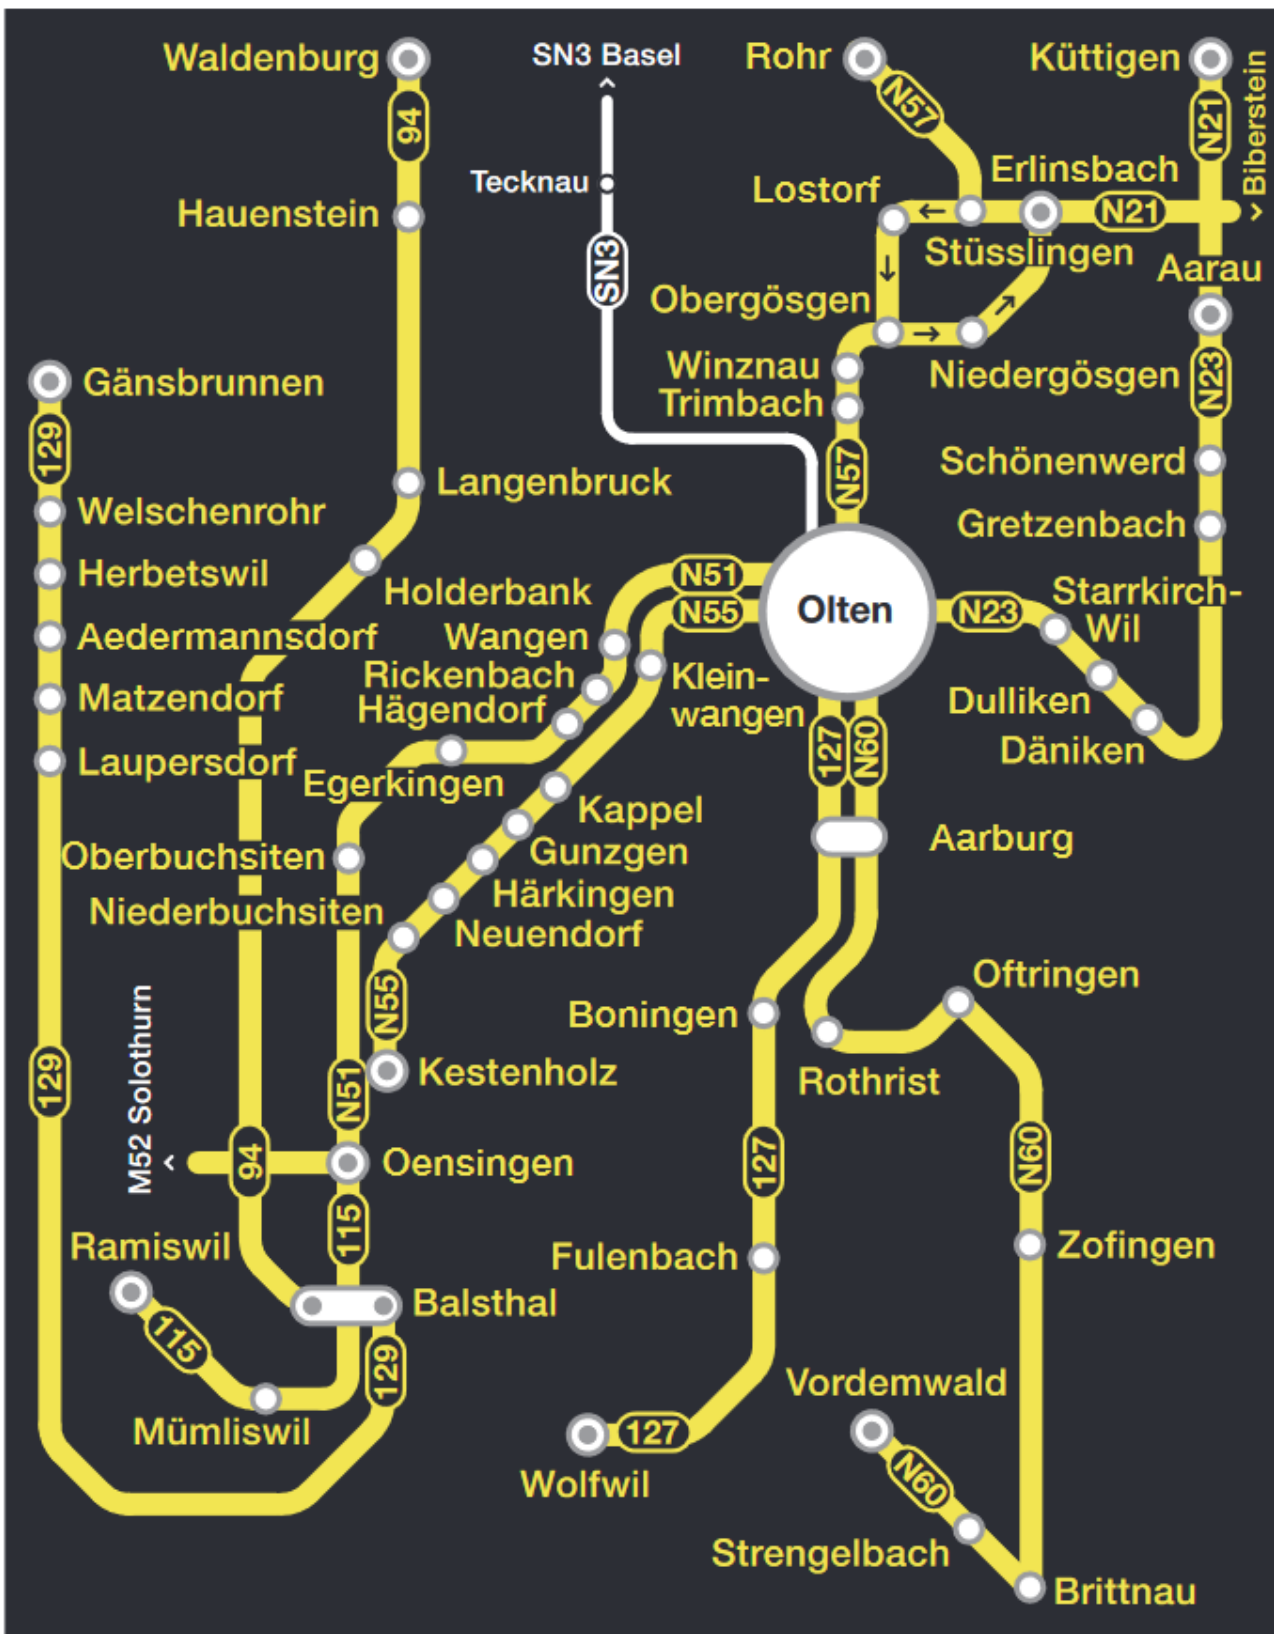 Waldenburg
SN3 Basel
Rohr
Küttigen
94
N57
N21
Biberstein
Tecknau
Erlinsbach
Lostorf
N21
Hauenstein
Stüsslingen
SN3
Aarau
Obergösgen
Winznau
Niedergösgen
N23
Trimbach
Gänsbrunnen
129
N57
Schönenwerd
Langenbruck
Welschenrohr
Gretzenbach
Herbetswil
Holderbank
N51
Starrkirch-
Wil
N55
Olten
N23
Aedermannsdorf
Wangen
Rickenbach
Klein-
wangen
Matzendorf
Hägendorf
Dulliken
Däniken
Laupersdorf
Egerkingen
127
N60
Kappel
Aarburg
Oberbuchsiten
Gunzgen
Härkingen
Niederbuchsiten
Neuendorf
Oftringen
N55
Boningen
129
M52 Solothurn
N51
Kestenholz
Rothrist
94
Oensingen
127
N60
115
Ramiswil
Fulenbach
Zofingen
Balsthal
115
129
Vordemwald
Mümliswil
127
Wolfwil
N60
Strengelbach
Brittnau